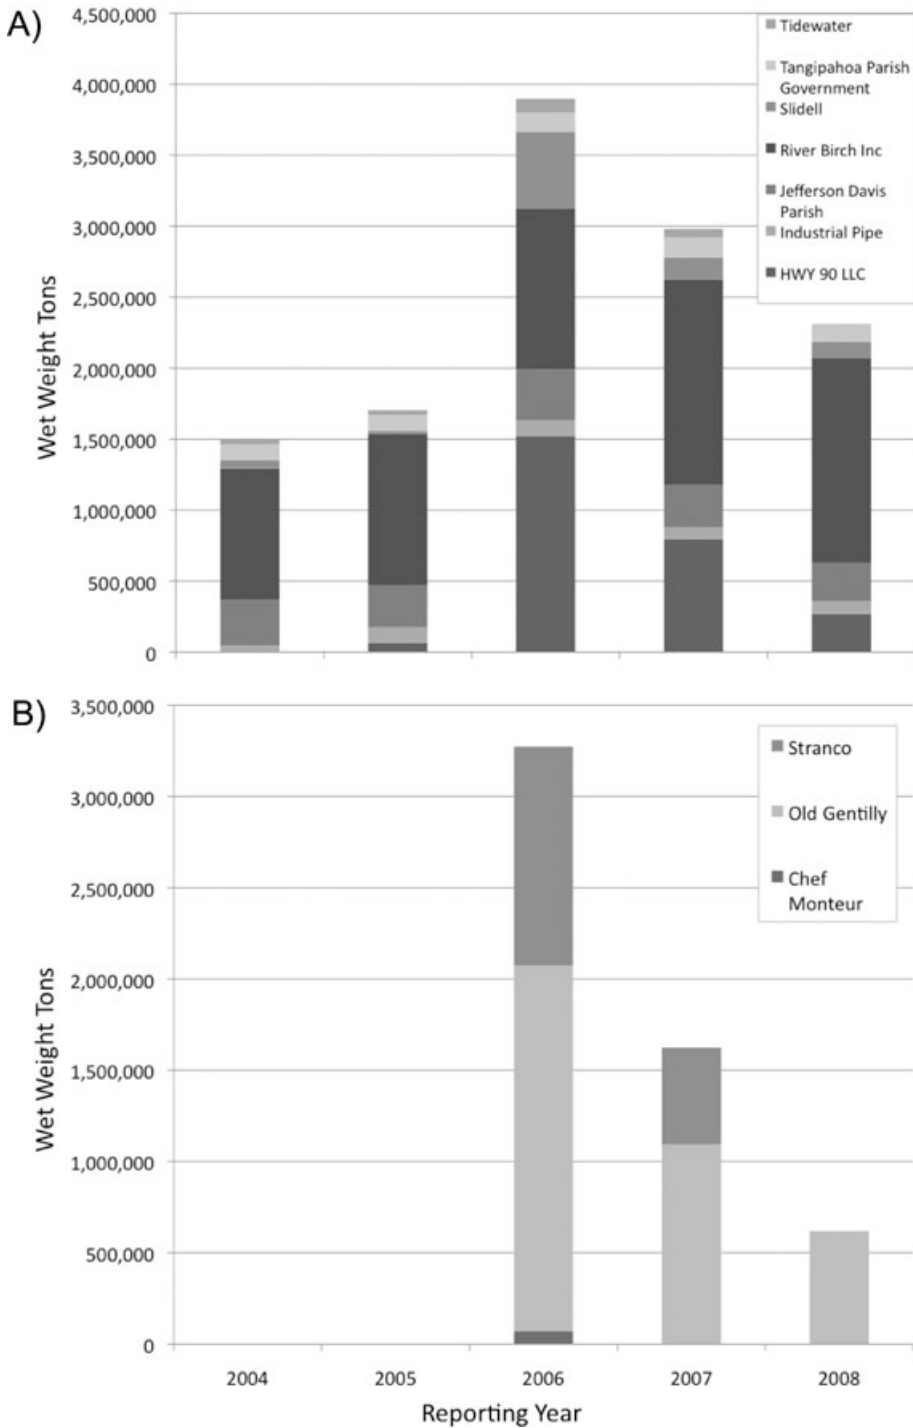 A)
4,500,000
4,000,000
3,500,000
3,000,000
2,500,000
2,000,000
1,500,000
1,000,000
500,000
0
Wet Weight Tons
Tidewater
Tangipahoa Parish
Government
Slidell
River Birch Inc
Jefferson Davis
Parish
Industrial Pipe
HWY 90 LLC
B)
3,500,000
3,000,000
2,500,000
2,000,000
1,500,000
1,000,000
500,000
0
Wet Weight Tons
Stranco
Old Gentilly
Chef
Monteur
2004 2005 2006 2007 2008
Reporting Year